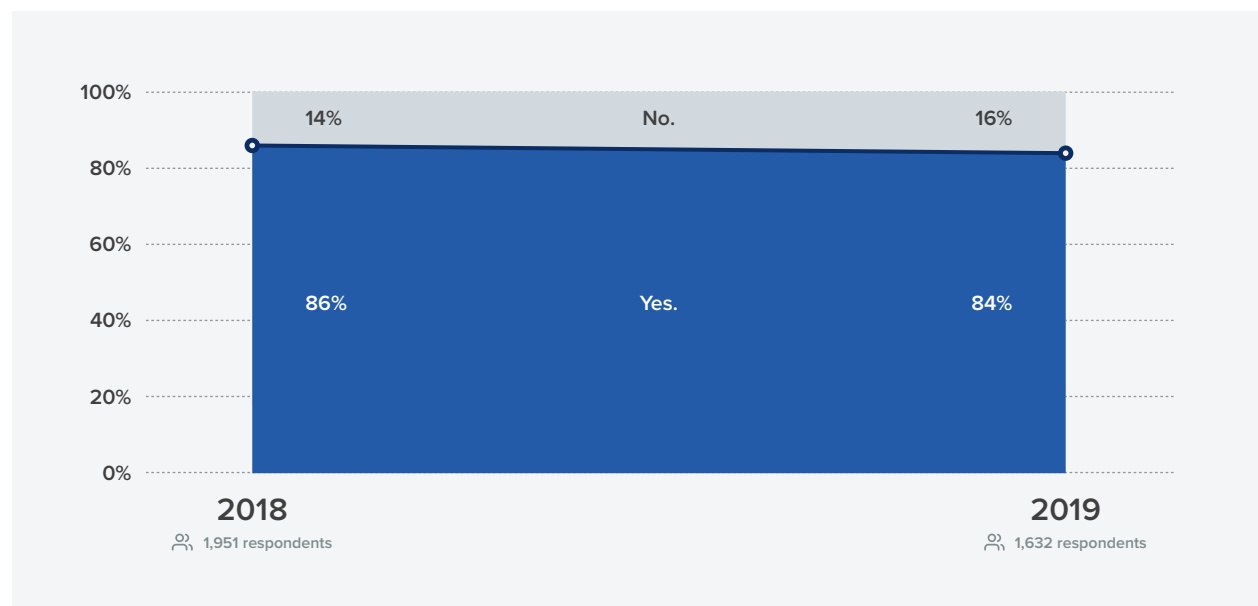 100%
14% No. 16%
80%
60%
86% Yes. 84%
40%
20%
0%
2018 2019
1,951 respondents 1,632 respondents